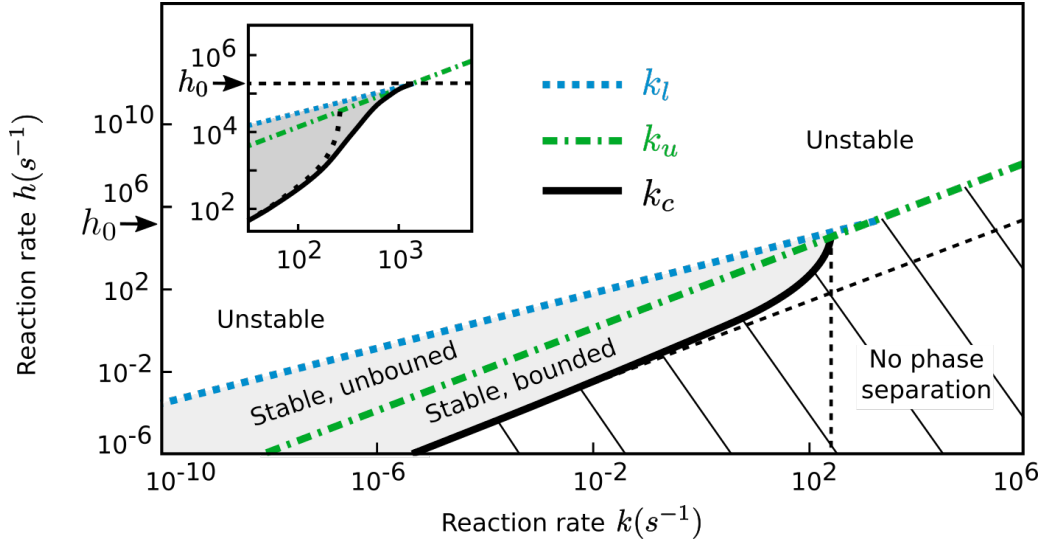 10^6
h_0
10^4
10^2
10^2 10^3
k_l
k_u
k_c
Unstable
Reaction rate h(s^{-1})
10^{10}
10^6
h_0
10^2
10^{-2}
10^{-6}
Unstable
Stable, unbouned
Stable, bounded
No phase
separation
10^{-10} 10^{-6} 10^{-2} 10^2 10^6
Reaction rate k(s^{-1})